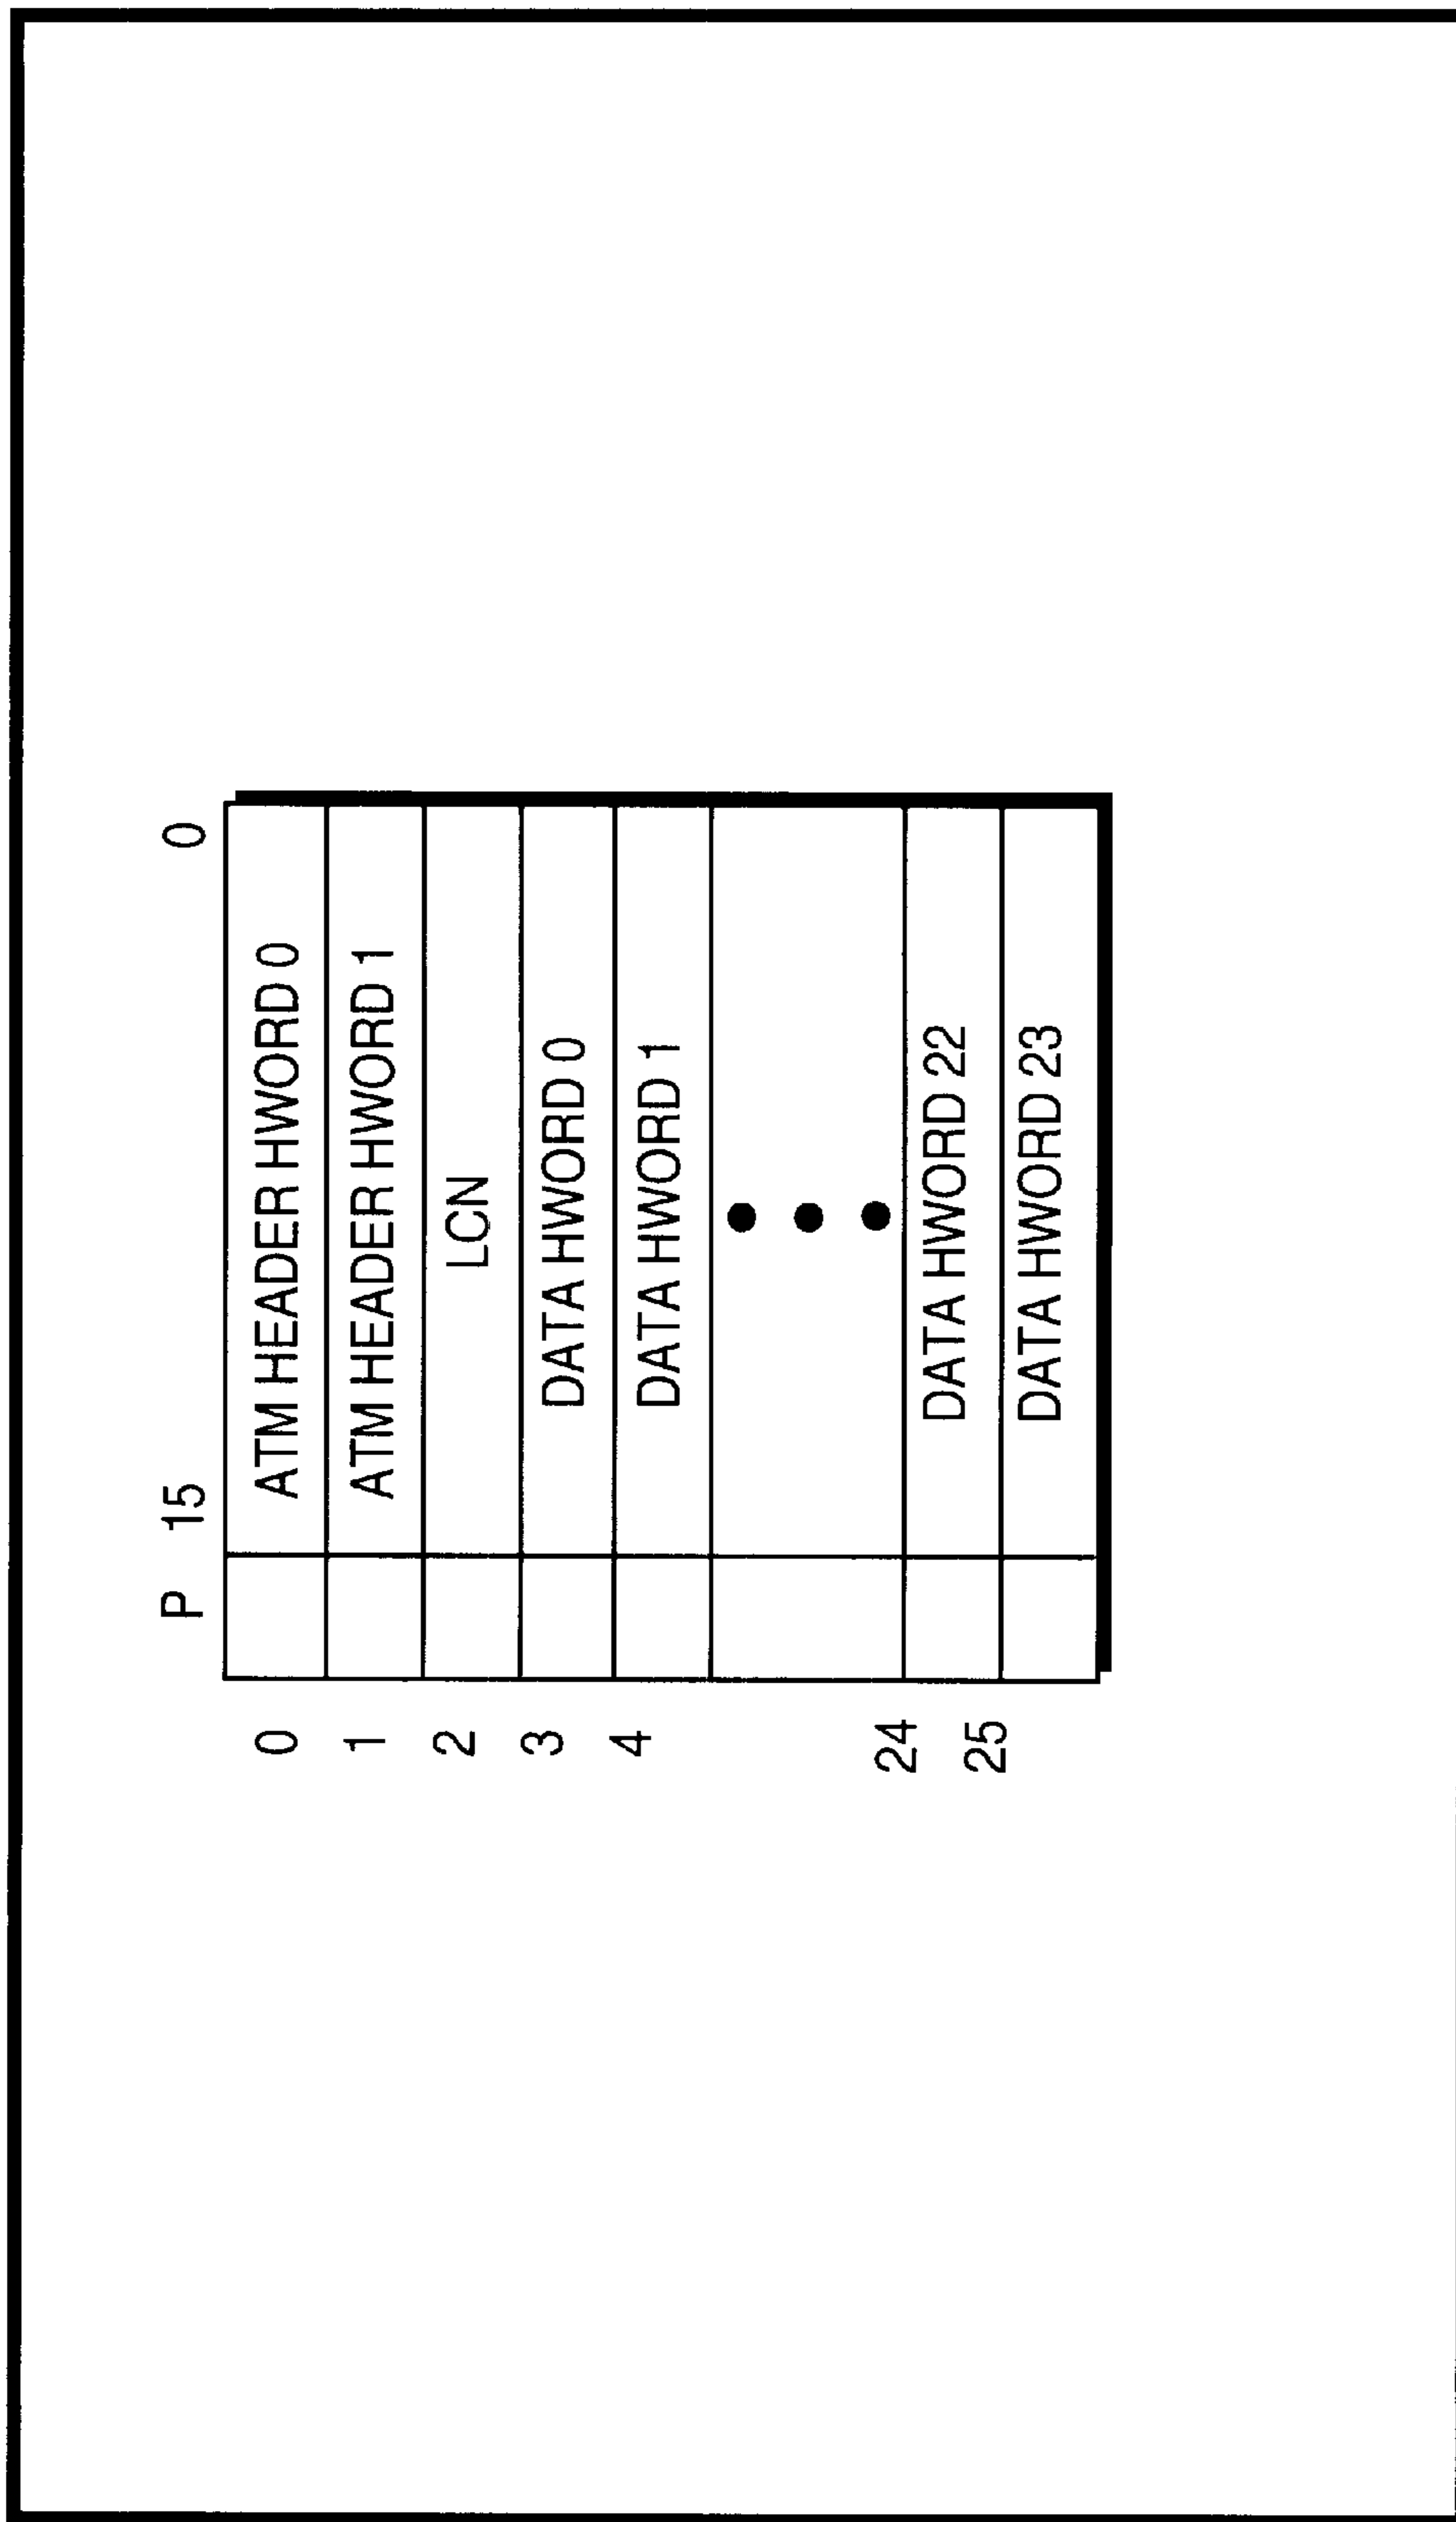 P 15 0
0 ATM HEADER HWORD 0
1 ATM HEADER HWORD 1
2 LCN
3 DATA HWORD 0
4 DATA HWORD 1
24 DATA HWORD 22
25 DATA HWORD 23